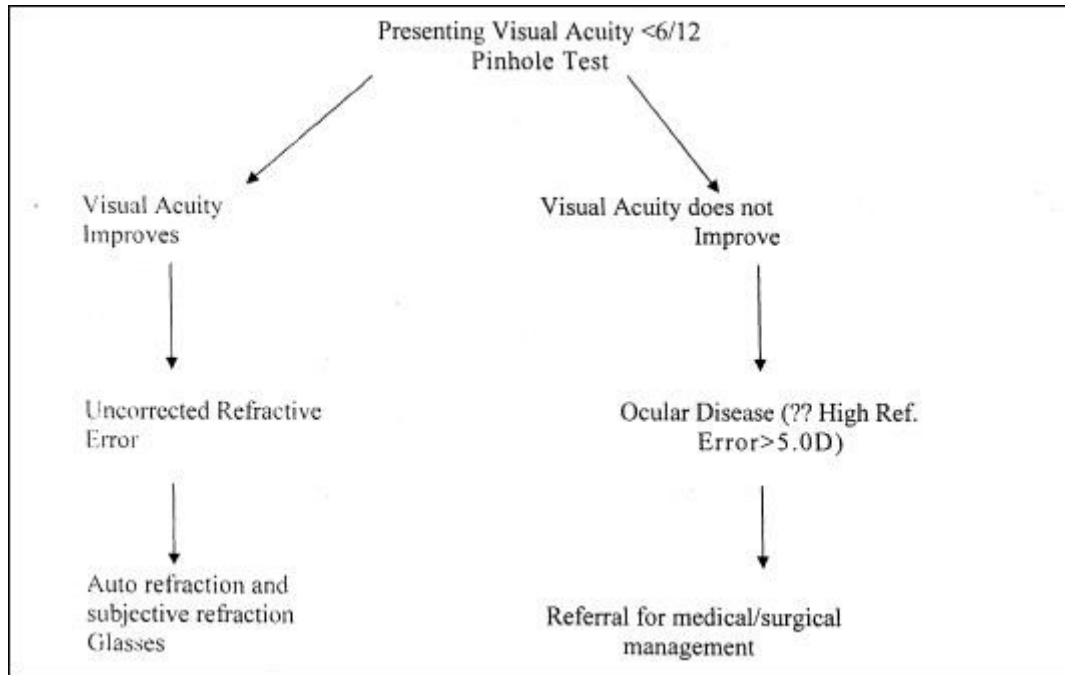 Presenting Visual Acuity <6/12
Pinhole Test
Visual Acuity
Improves
Visual Acuity does not
Improve
Uncorrected Refractive
Error
Ocular Disease (?? High Ref.
Error>5.0D)
Auto refraction and
subjective refraction
Glasses
Referral for medical/surgical
management